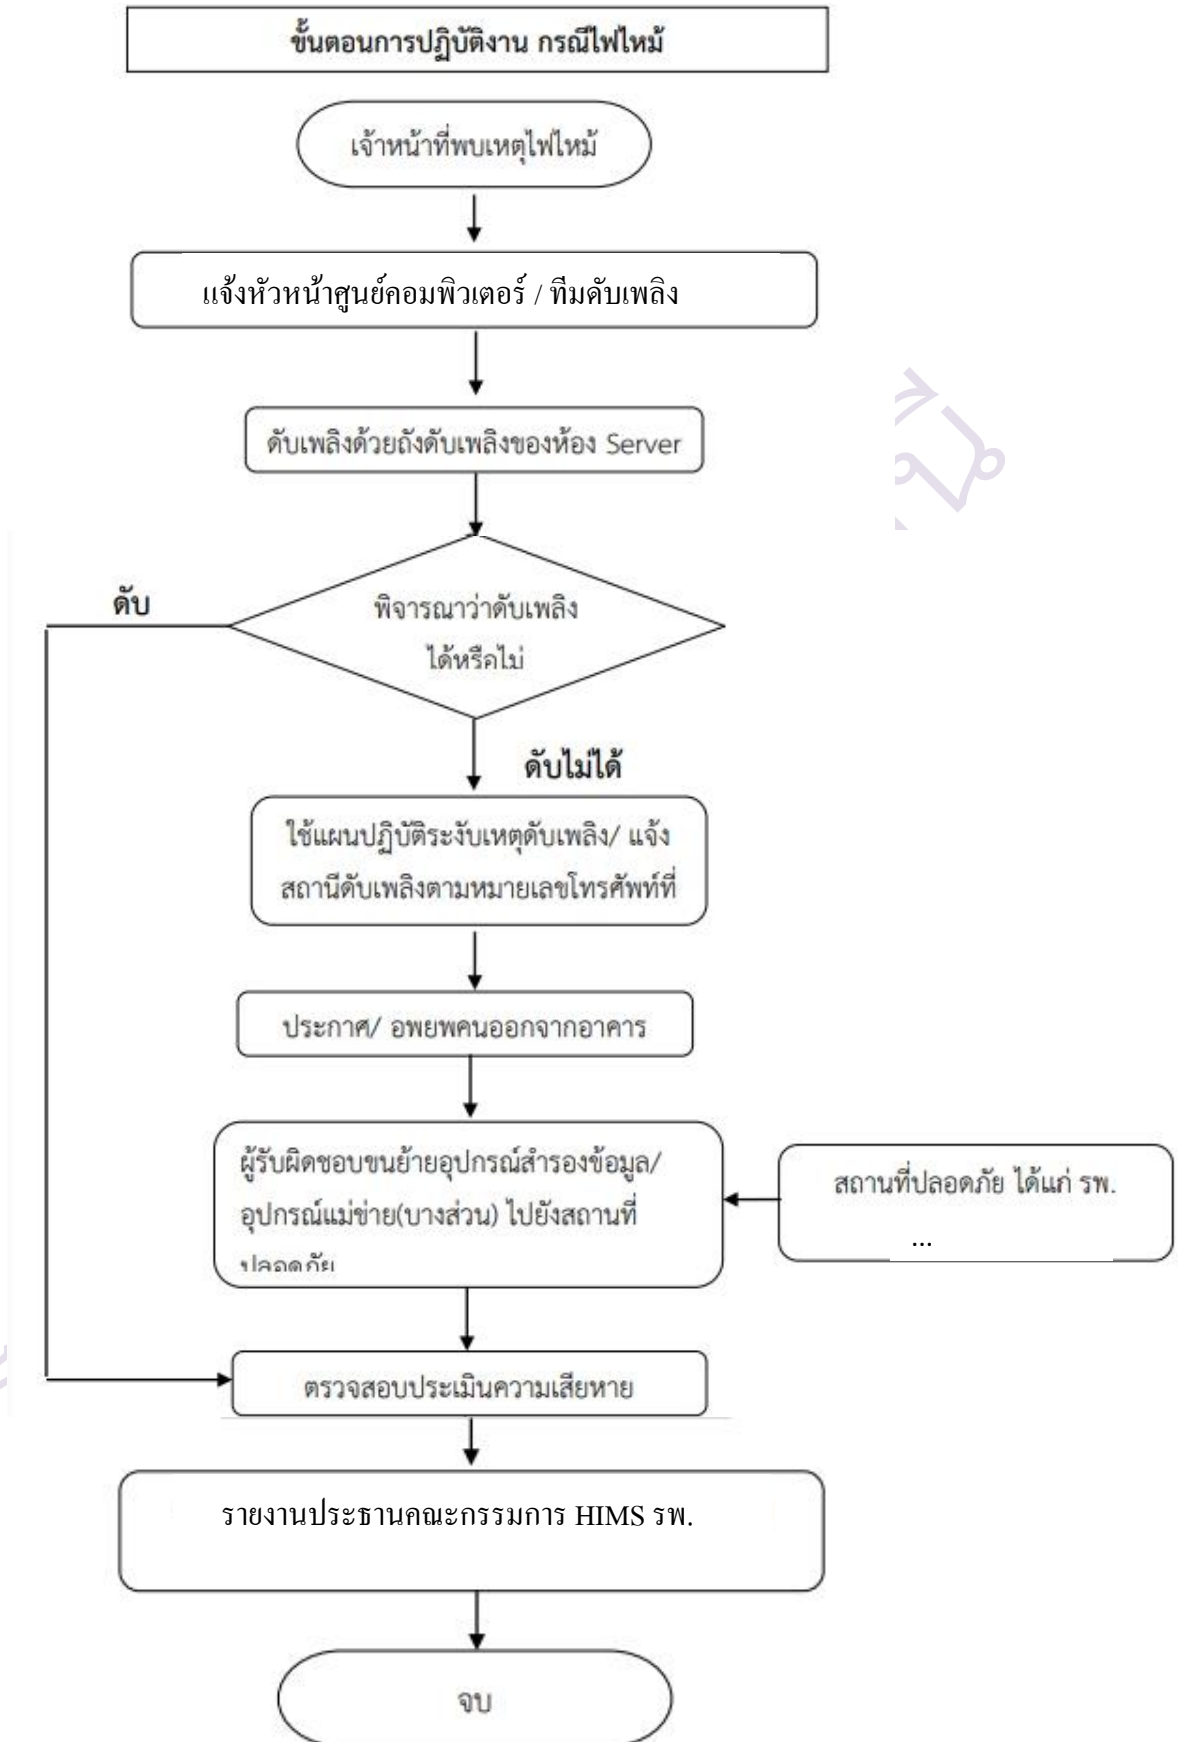 ขั้นตอนการปฏิบัติงาน กรณีไฟไหม้
เจ้าหน้าที่พบเหตุไฟไหม้
แจ้งหัวหน้าศูนย์คอมพิวเตอร์ / ทีมดับเพลิง
ดับเพลิงด้วยถังดับเพลิงของห้อง Server
ดับ
พิจารณาว่าดับเพลิง
ได้หรือไม่
ดับไม่ได้
ใช้แผนปฏิบัติระงับเหตุดับเพลิง/ แจ้ง
สถานีดับเพลิงตามหมายเลขโทรศัพท์ที่
ประกาศ/ อพยพคนออกจากอาคาร
ผู้รับผิดชอบขนย้ายอุปกรณ์สำรองข้อมูล/
อุปกรณ์แม่ข่าย(บางส่วน) ไปยังสถานที่
ปลอดภัย
สถานที่ปลอดภัย ได้แก่ รพ.
...
ตรวจสอบประเมินความเสียหาย
รายงานประธานคณะกรรมการ HIMS รพ.
จบ